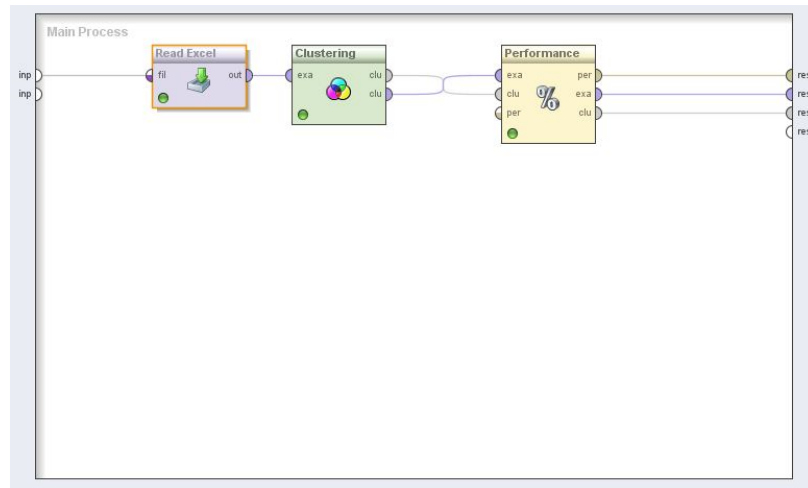 Main Process
Read Excel
Clustering
Performance
inp
fil
out
exa
clu
exa
per
res
inp
clu
clu
exa
res
per
clu
res
res